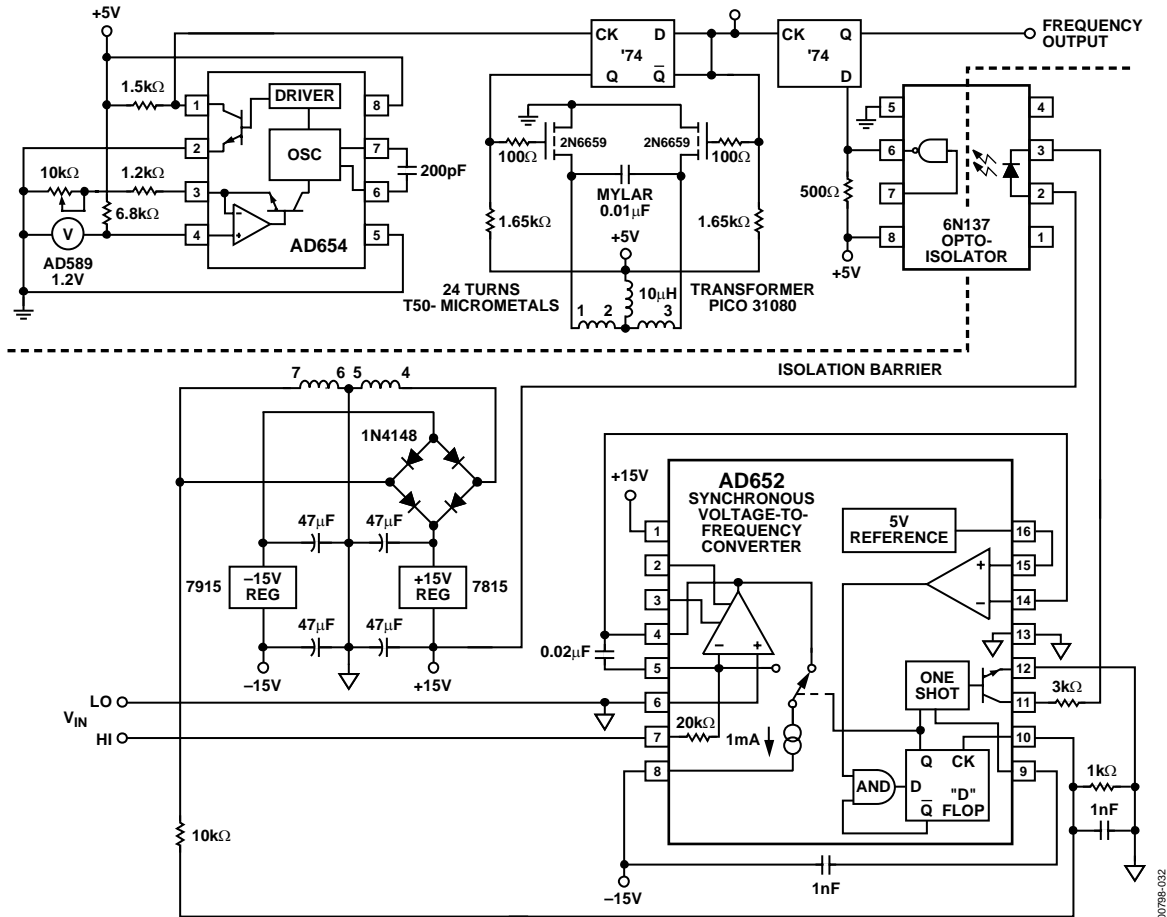 +5V
1.5kΩ
1
2
10kΩ
1.2kΩ
3
6.8kΩ
4
V
AD589
1.2V
DRIVER
OSC
–
+
AD654
8
7
6
5
200pF
CK
D
'74
Q
Q
CK
Q
'74
D
FREQUENCY
OUTPUT
2N6659
2N6659
100Ω
100Ω
MYLAR
0.01μF
1.65kΩ
1.65kΩ
+5V
10μH
24 TURNS
T50- MICROMETALS
TRANSFORMER
PICO 31080
1
2
3
500Ω
+5V
5
6
7
8
4
3
2
1
6N137
OPTO-
ISOLATOR
ISOLATION BARRIER
7
6
5
4
1N4148
47μF
47μF
7915
–15V
REG
+15V
REG
7815
47μF
47μF
–15V
+15V
LO
VIN
HI
10kΩ
+15V
AD652
SYNCHRONOUS
VOLTAGE-TO-
FREQUENCY
CONVERTER
5V
REFERENCE
1
2
3
4
5
6
7
8
0.02μF
–
+
20kΩ
1mA
+
–
ONE
SHOT
AND
Q
CK
D
"D"
Q
FLOP
16
15
14
13
12
11
10
9
3kΩ
1kΩ
1nF
–15V
1nF
00798-032